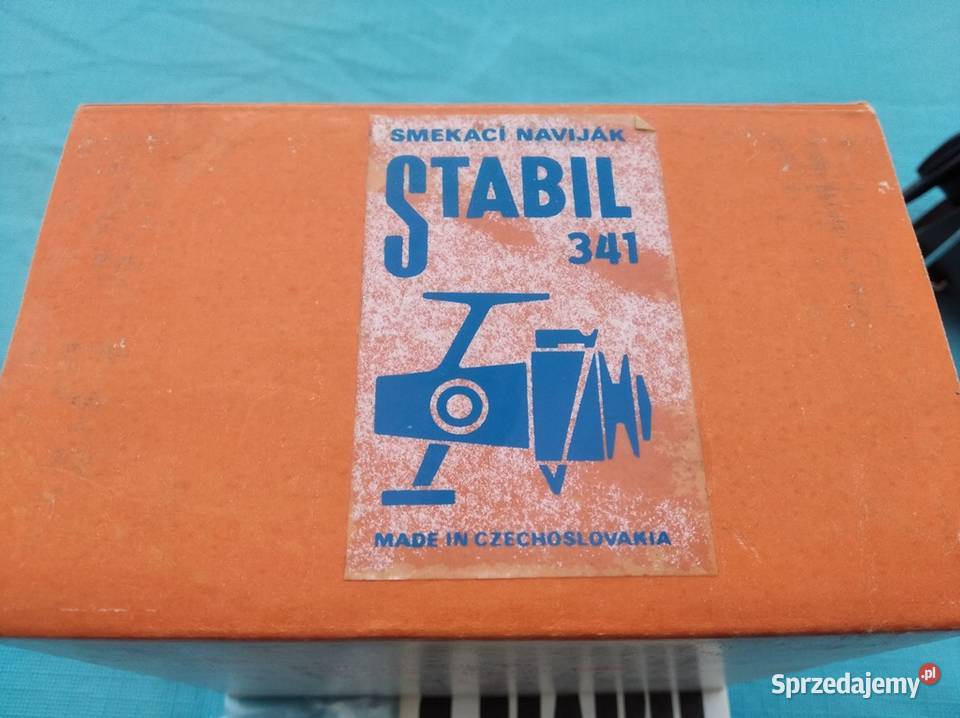 SMEKACÍ NAVIJÁK
STABIL
341
MADE IN CZECHOSLOVAKIA
Sprzedajemy.pl